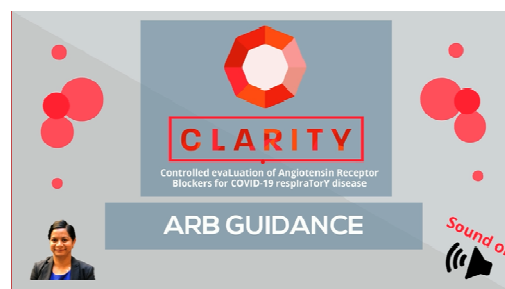 CLARITY
Controlled evaLuation of Angiotensin Receptor
Blockers for COVID-19 respIraTorY disease
ARB GUIDANCE
Sound